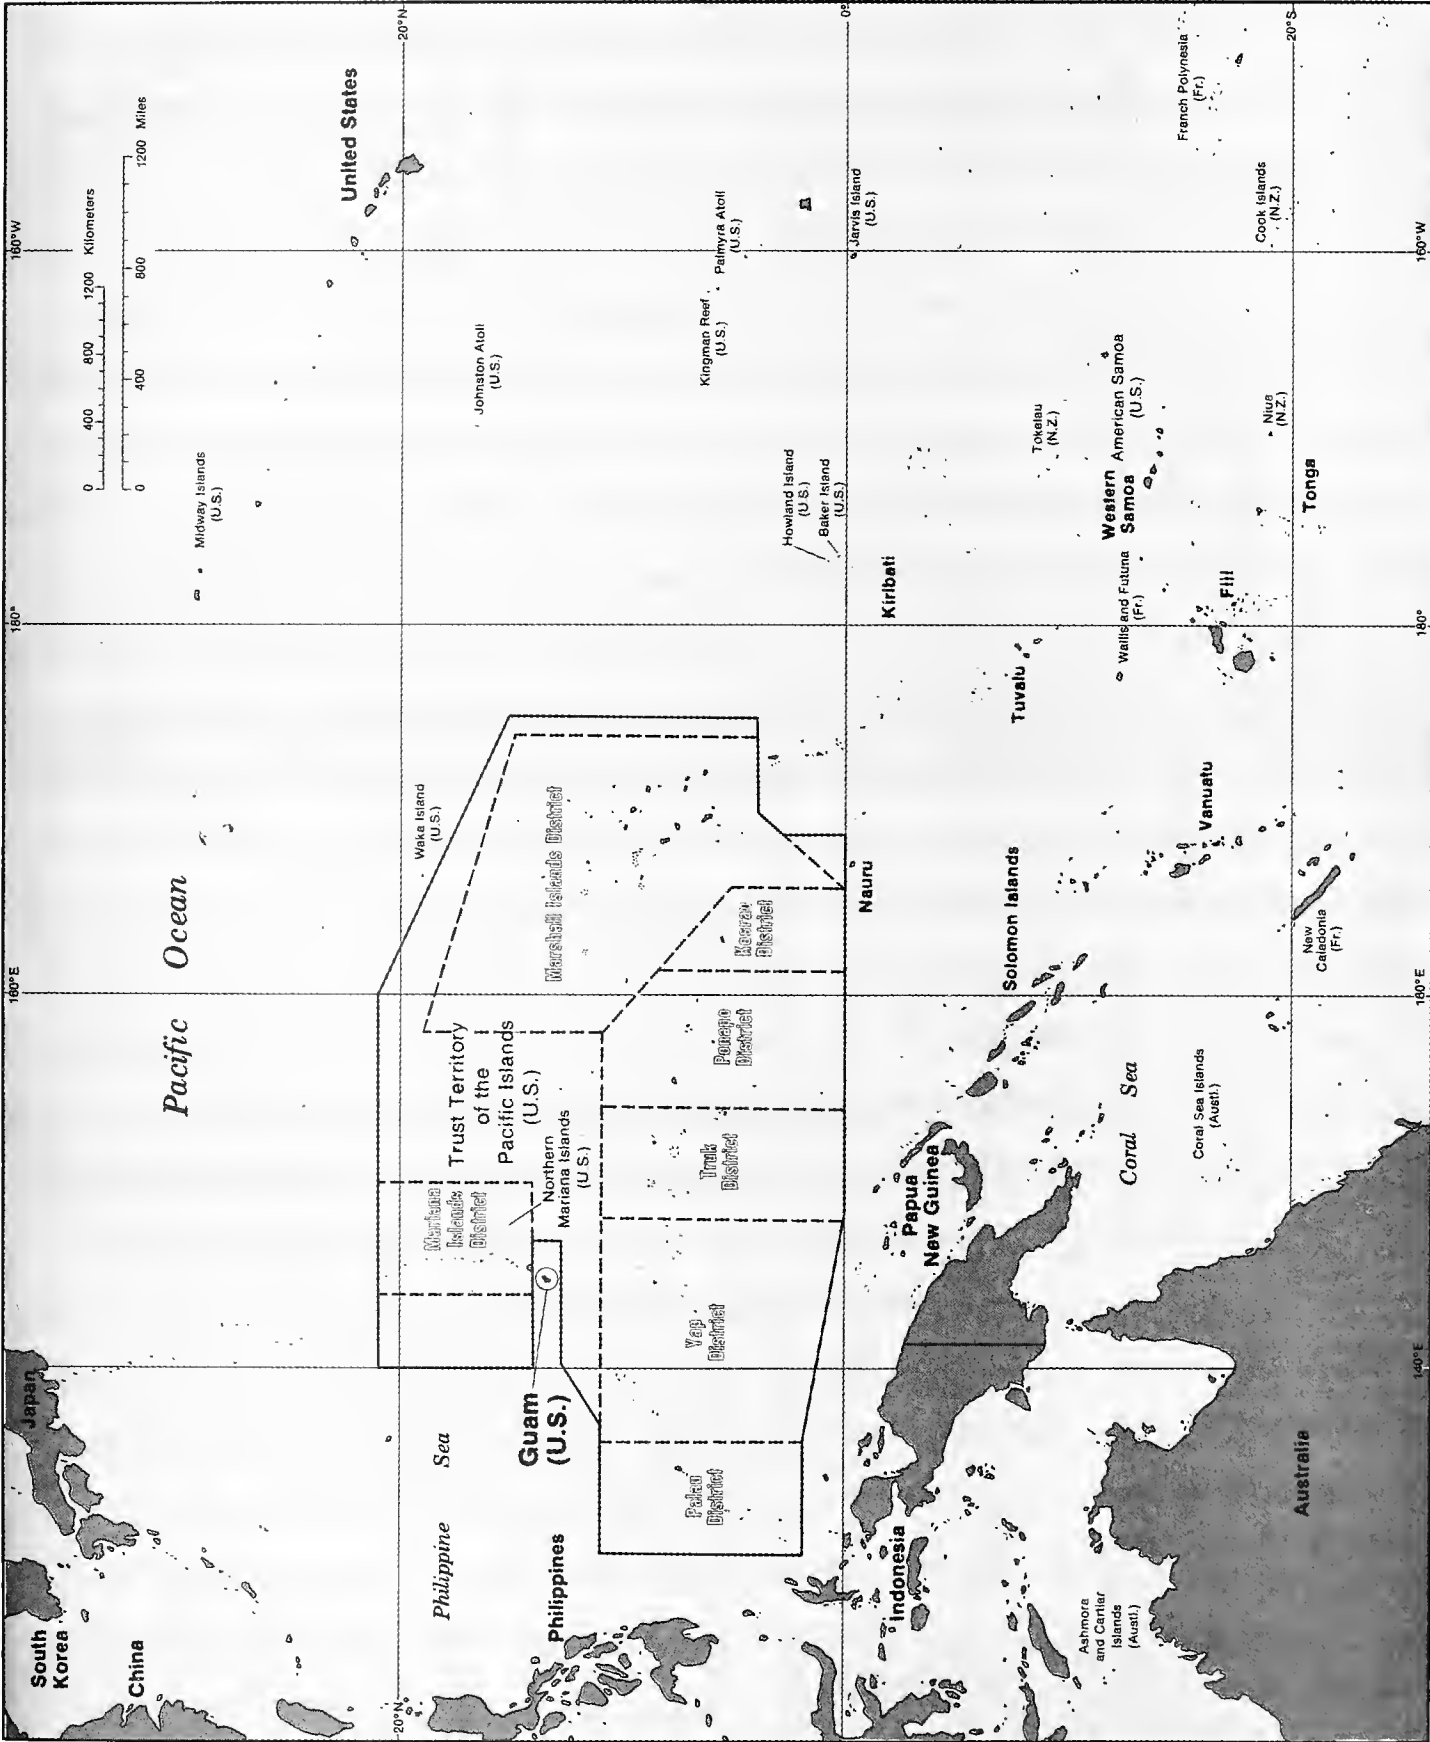 160°E
180°
160°W
0 400 800 1200 Kilometers
0 400 800 1200 Miles
South
Korea
Japan
China
Pacific Ocean
Midway Islands
(U.S.)
United States
20°N
20°N
Philippine Sea
Waka Island
(U.S.)
Johnston Atoll
(U.S.)
Mariana
Islands
District
Trust Territory
of the
Pacific Islands
(U.S.)
Northern
Mariana Islands
(U.S.)
Guam
(U.S.)
Marshall Islands District
Philippines
Palau
District
Yap
District
Truk
District
Ponape
District
Kosrae
District
Kingman Reef
(U.S.)
Palmyra Atoll
(U.S.)
Howland Island
(U.S.)
Baker Island
(U.S.)
Jarvis Island
(U.S.)
0°
Nauru
Kiribati
Indonesia
Papua
New Guinea
Solomon Islands
Tuvalu
Tokelau
(N.Z.)
Ashmora
and Cartiar
Islands
(Austl.)
Coral Sea
Wallis and Futuna
(Fr.)
Western
Samoa
American Samoa
(U.S.)
Coral Sea Islands
(Austl.)
Vanuatu
Fiji
Franch Polynesia
(Fr.)
Niua
(N.Z.)
Cook Islands
(N.Z.)
20°S
Australia
New
Caledonia
(Fr.)
Tonga
140°E
160°E
180°
160°W